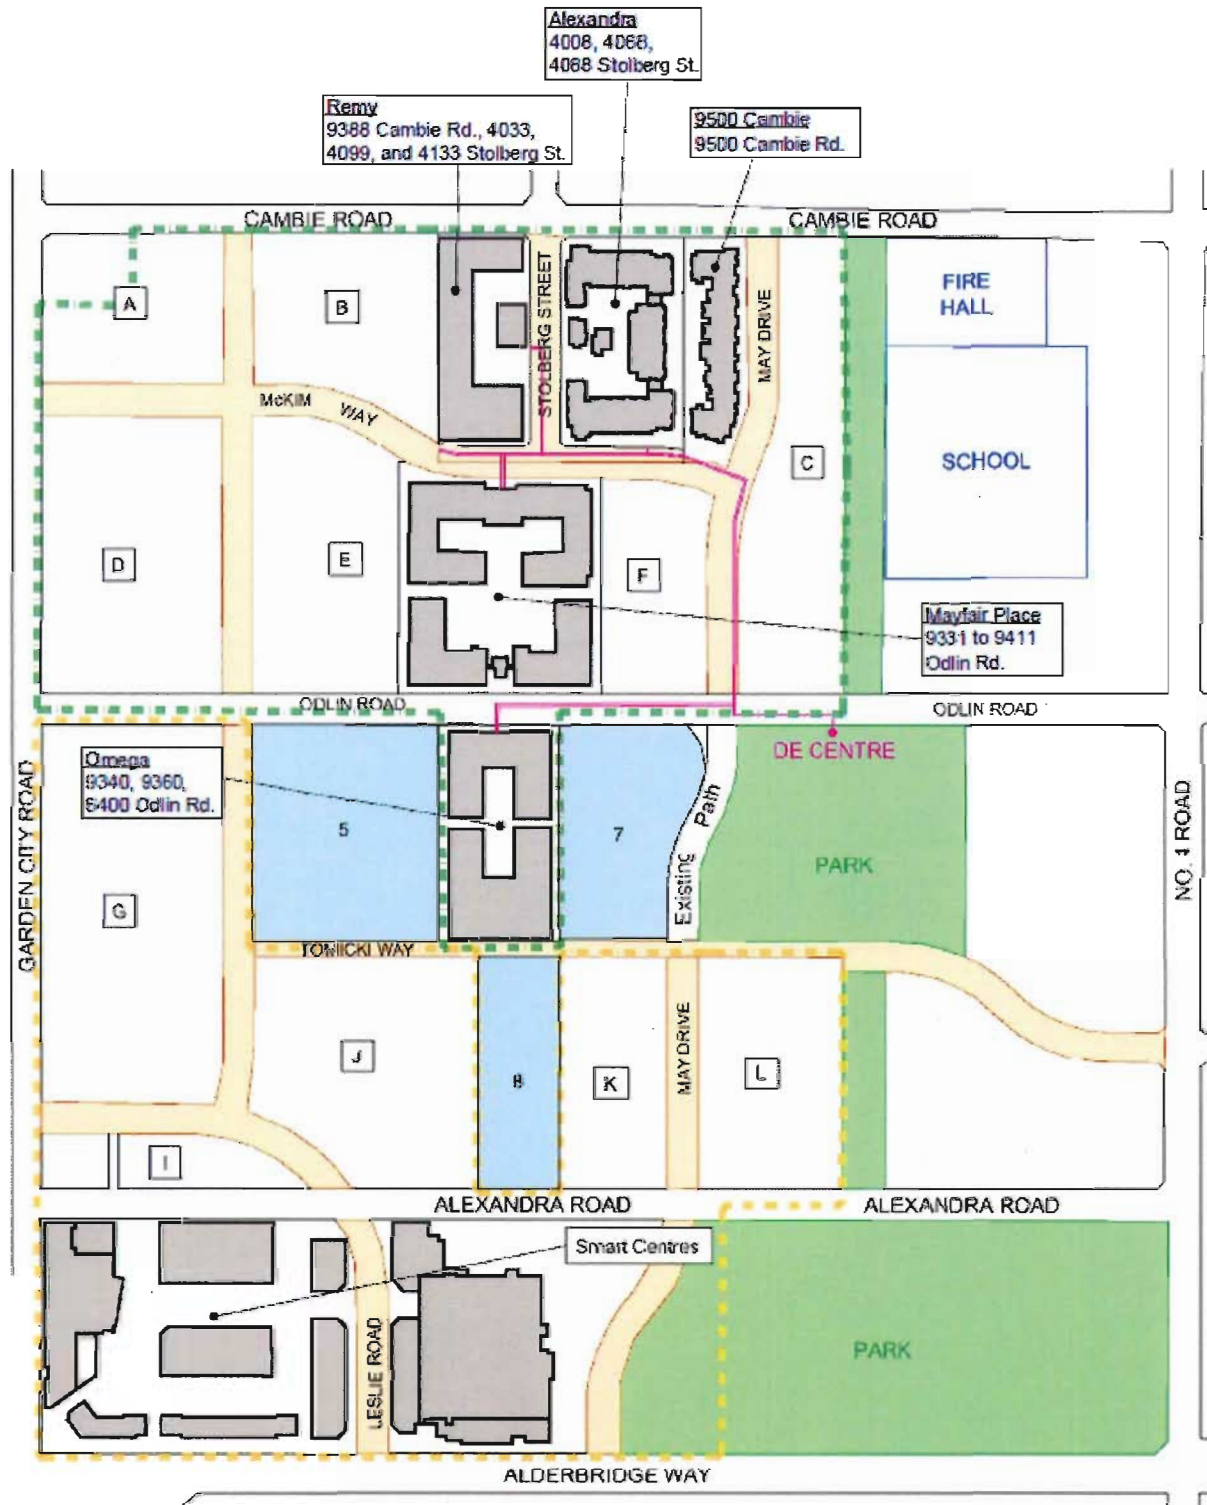 Alexandra
4008, 4068,
4088 Stolberg St.
Remy
9388 Cambie Rd., 4033,
4099, and 4133 Stolberg St.
9500 Cambie
9500 Cambie Rd.
CAMBIE ROAD
CAMBIE ROAD
A
B
STOLBERG STREET
MAY DRIVE
FIRE
HALL
McKIM WAY
C
SCHOOL
D
E
F
Mayfair Place
9331 to 9411
Odlin Rd.
ODLIN ROAD
ODLIN ROAD
DE CENTRE
Omega
9340, 9360,
9400 Odlin Rd.
5
7
Existing Path
PARK
GARDEN CITY ROAD
NO. 4 ROAD
G
TOMICKI WAY
J
8
K
MAY DRIVE
L
I
ALEXANDRA ROAD
ALEXANDRA ROAD
Smart Centres
LESLIE ROAD
PARK
ALDERBRIDGE WAY